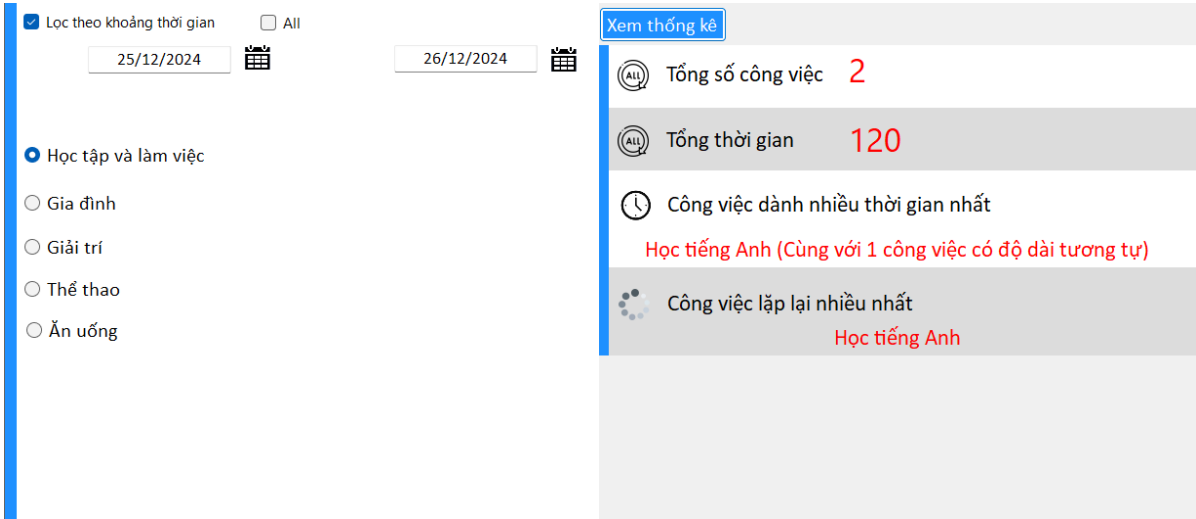 Lọc theo khoảng thời gian
All
25/12/2024
26/12/2024
Học tập và làm việc
Gia đình
Giải trí
Thể thao
Ăn uống
Xem thống kê
ALL
Tổng số công việc 2
ALL
Tổng thời gian 120
Công việc dành nhiều thời gian nhất
Học tiếng Anh (Cùng với 1 công việc có độ dài tương tự)
Công việc lặp lại nhiều nhất
Học tiếng Anh